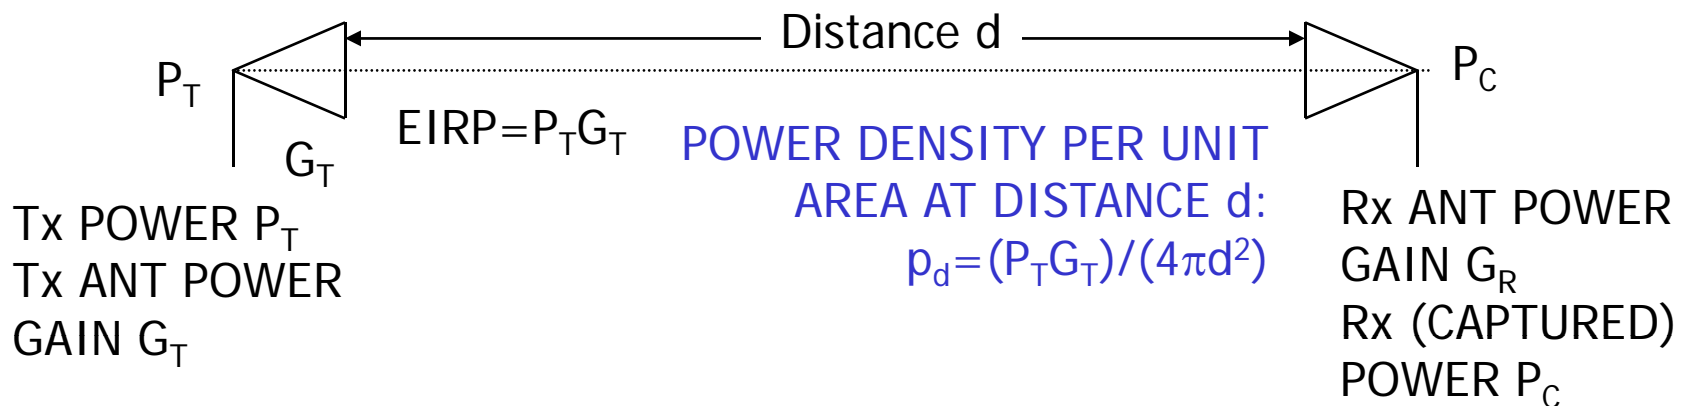 Distance d
P_T
P_C
EIRP=P_TG_T
G_T
POWER DENSITY PER UNIT
AREA AT DISTANCE d:
p_d=(P_TG_T)/(4πd²)
Tx POWER P_T
Tx ANT POWER
GAIN G_T
Rx ANT POWER
GAIN G_R
Rx (CAPTURED)
POWER P_C